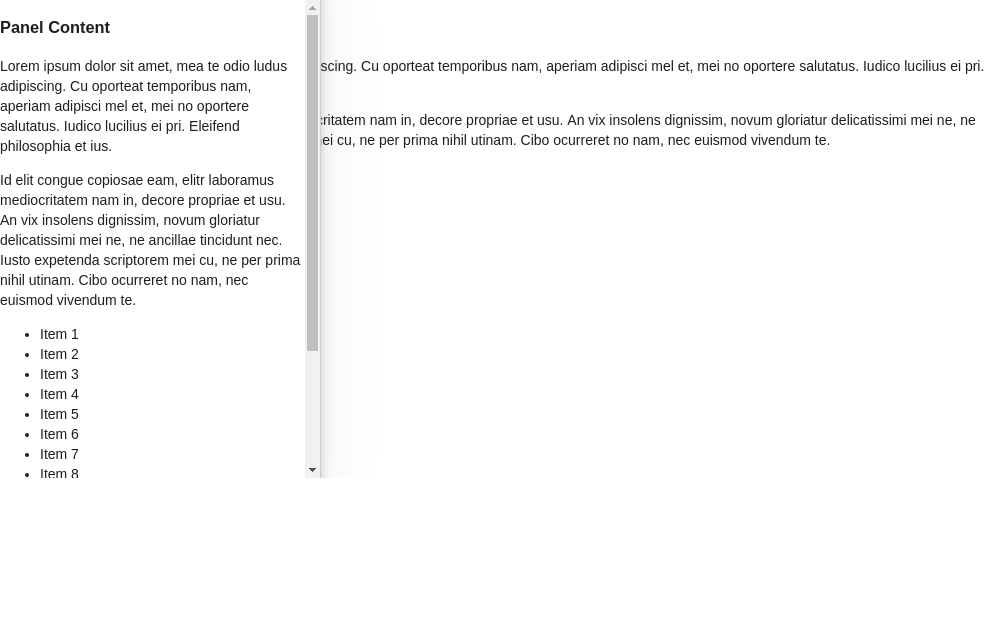 Panel Content
Lorem ipsum dolor sit amet, mea te odio ludus
adipiscing. Cu oporteat temporibus nam,
aperiam adipisci mel et, mei no oportere
salutatus. Iudico lucilius ei pri. Eleifend
philosophia et ius.
Id elit congue copiosae eam, elitr laboramus
mediocritatem nam in, decore propriae et usu.
An vix insolens dignissim, novum gloriatur
delicatissimi mei ne, ne ancillae tincidunt nec.
Iusto expetenda scriptorem mei cu, ne per prima
nihil utinam. Cibo ocurreret no nam, nec
euismod vivendum te.
Item 1
Item 2
Item 3
Item 4
Item 5
Item 6
Item 7
Item 8
scing. Cu oporteat temporibus nam, aperiam adipisci mel et, mei no oportere salutatus. Iudico lucilius ei pri.
critatem nam in, decore propriae et usu. An vix insolens dignissim, novum gloriatur delicatissimi mei ne, ne
ei cu, ne per prima nihil utinam. Cibo ocurreret no nam, nec euismod vivendum te.